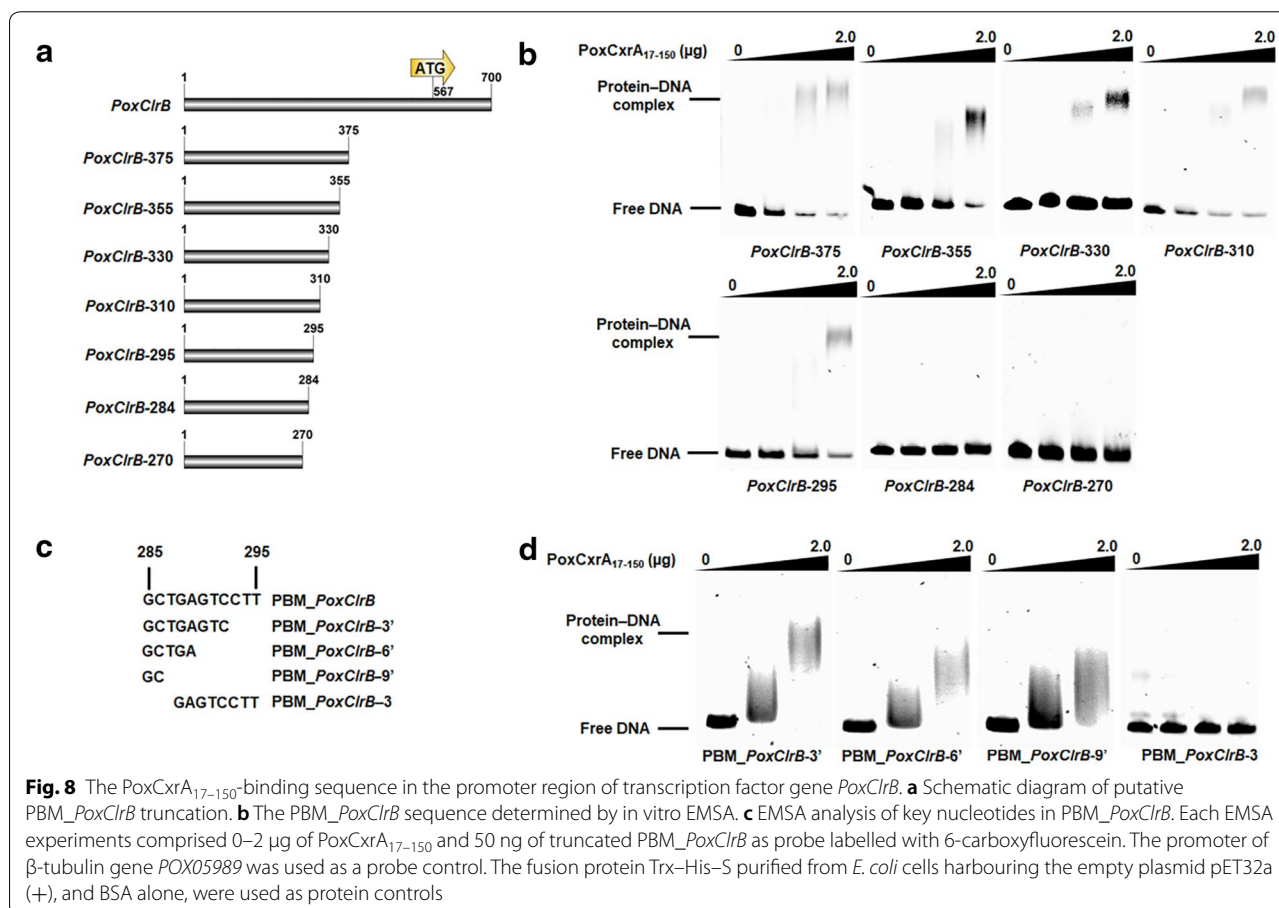 a
ATG
1 700
567
PoxClrB
1 375
PoxClrB-375
1 355
PoxClrB-355
1 330
PoxClrB-330
1 310
PoxClrB-310
1 295
PoxClrB-295
1 284
PoxClrB-284
1 270
PoxClrB-270
b
PoxCxrA17-150 (µg) 0 2.0 0 2.0 0 2.0 0 2.0
Protein–DNA
complex
Free DNA
PoxClrB-375 PoxClrB-355 PoxClrB-330 PoxClrB-310
0 2.0 0 2.0 0 2.0
Protein–DNA
complex
Free DNA
PoxClrB-295 PoxClrB-284 PoxClrB-270
c
285 295
GCTGAGTCCTT PBM_PoxClrB
GCTGAGTC PBM_PoxClrB–3'
GCTGA PBM_PoxClrB–6'
GC PBM_PoxClrB–9'
GAGTCCTT PBM_PoxClrB–3
d
PoxCxrA17-150 (µg) 0 2.0 0 2.0 0 2.0 0 2.0
Protein–DNA
complex
Free DNA
PBM_PoxClrB-3' PBM_PoxClrB-6' PBM_PoxClrB-9' PBM_PoxClrB-3
Fig. 8 The PoxCxrA17–150-binding sequence in the promoter region of transcription factor gene PoxClrB. a Schematic diagram of putative
PBM_PoxClrB truncation. b The PBM_PoxClrB sequence determined by in vitro EMSA. c EMSA analysis of key nucleotides in PBM_PoxClrB. Each EMSA
experiments comprised 0–2 µg of PoxCxrA17–150 and 50 ng of truncated PBM_PoxClrB as probe labelled with 6-carboxyfluorescein. The promoter of
β-tubulin gene POX05989 was used as a probe control. The fusion protein Trx–His–S purified from E. coli cells harbouring the empty plasmid pET32a
(+), and BSA alone, were used as protein controls